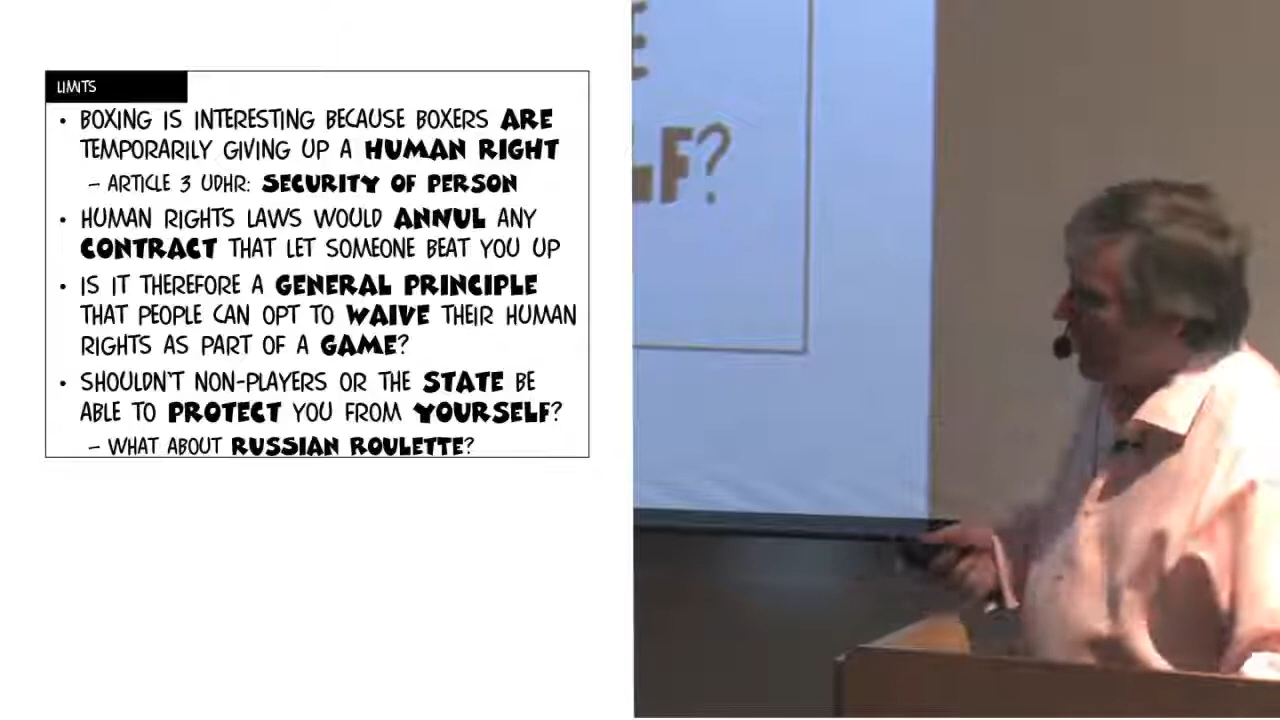 LIMITS
• BOXING IS INTERESTING BECAUSE BOXERS ARE
TEMPORARILY GIVING UP A HUMAN RIGHT
– ARTICLE 3 UDHR: SECURITY OF PERSON
• HUMAN RIGHTS LAWS WOULD ANNUL ANY
CONTRACT THAT LET SOMEONE BEAT YOU UP
• IS IT THEREFORE A GENERAL PRINCIPLE
THAT PEOPLE CAN OPT TO WAIVE THEIR HUMAN
RIGHTS AS PART OF A GAME?
• SHOULDN'T NON-PLAYERS OR THE STATE BE
ABLE TO PROTECT YOU FROM YOURSELF?
– WHAT ABOUT RUSSIAN ROULETTE?
E
LF?